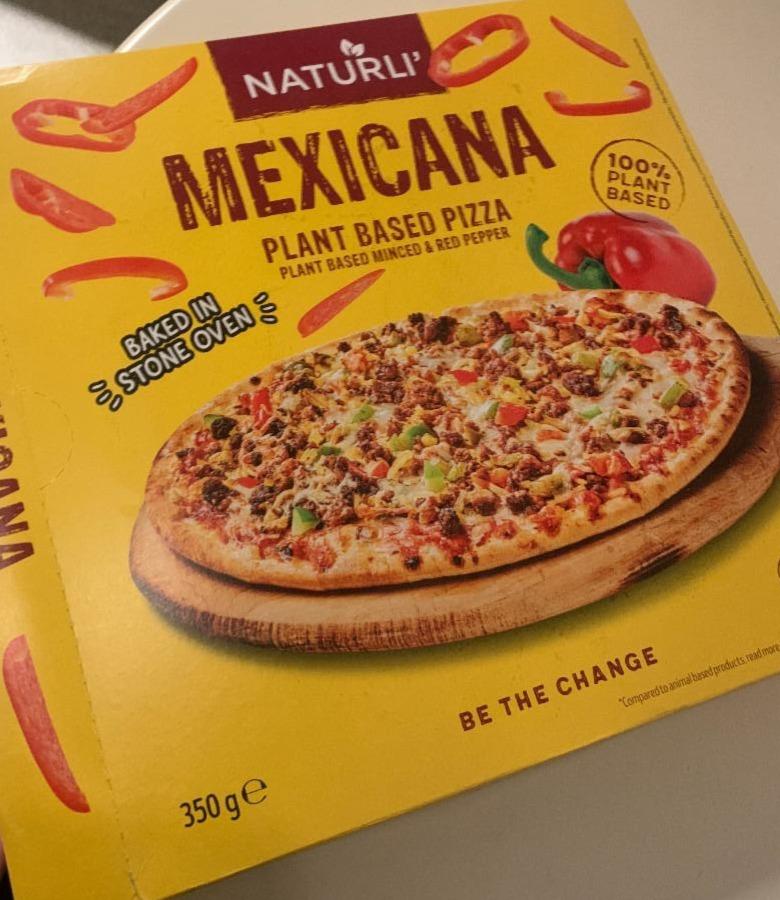 NATURLI'
MEXICANA
PLANT BASED PIZZA
PLANT BASED MINCED & RED PEPPER
100%
PLANT
BASED
BAKED IN
STONE OVEN
BE THE CHANGE
*Compared to animal based products, read more
350 g ℮